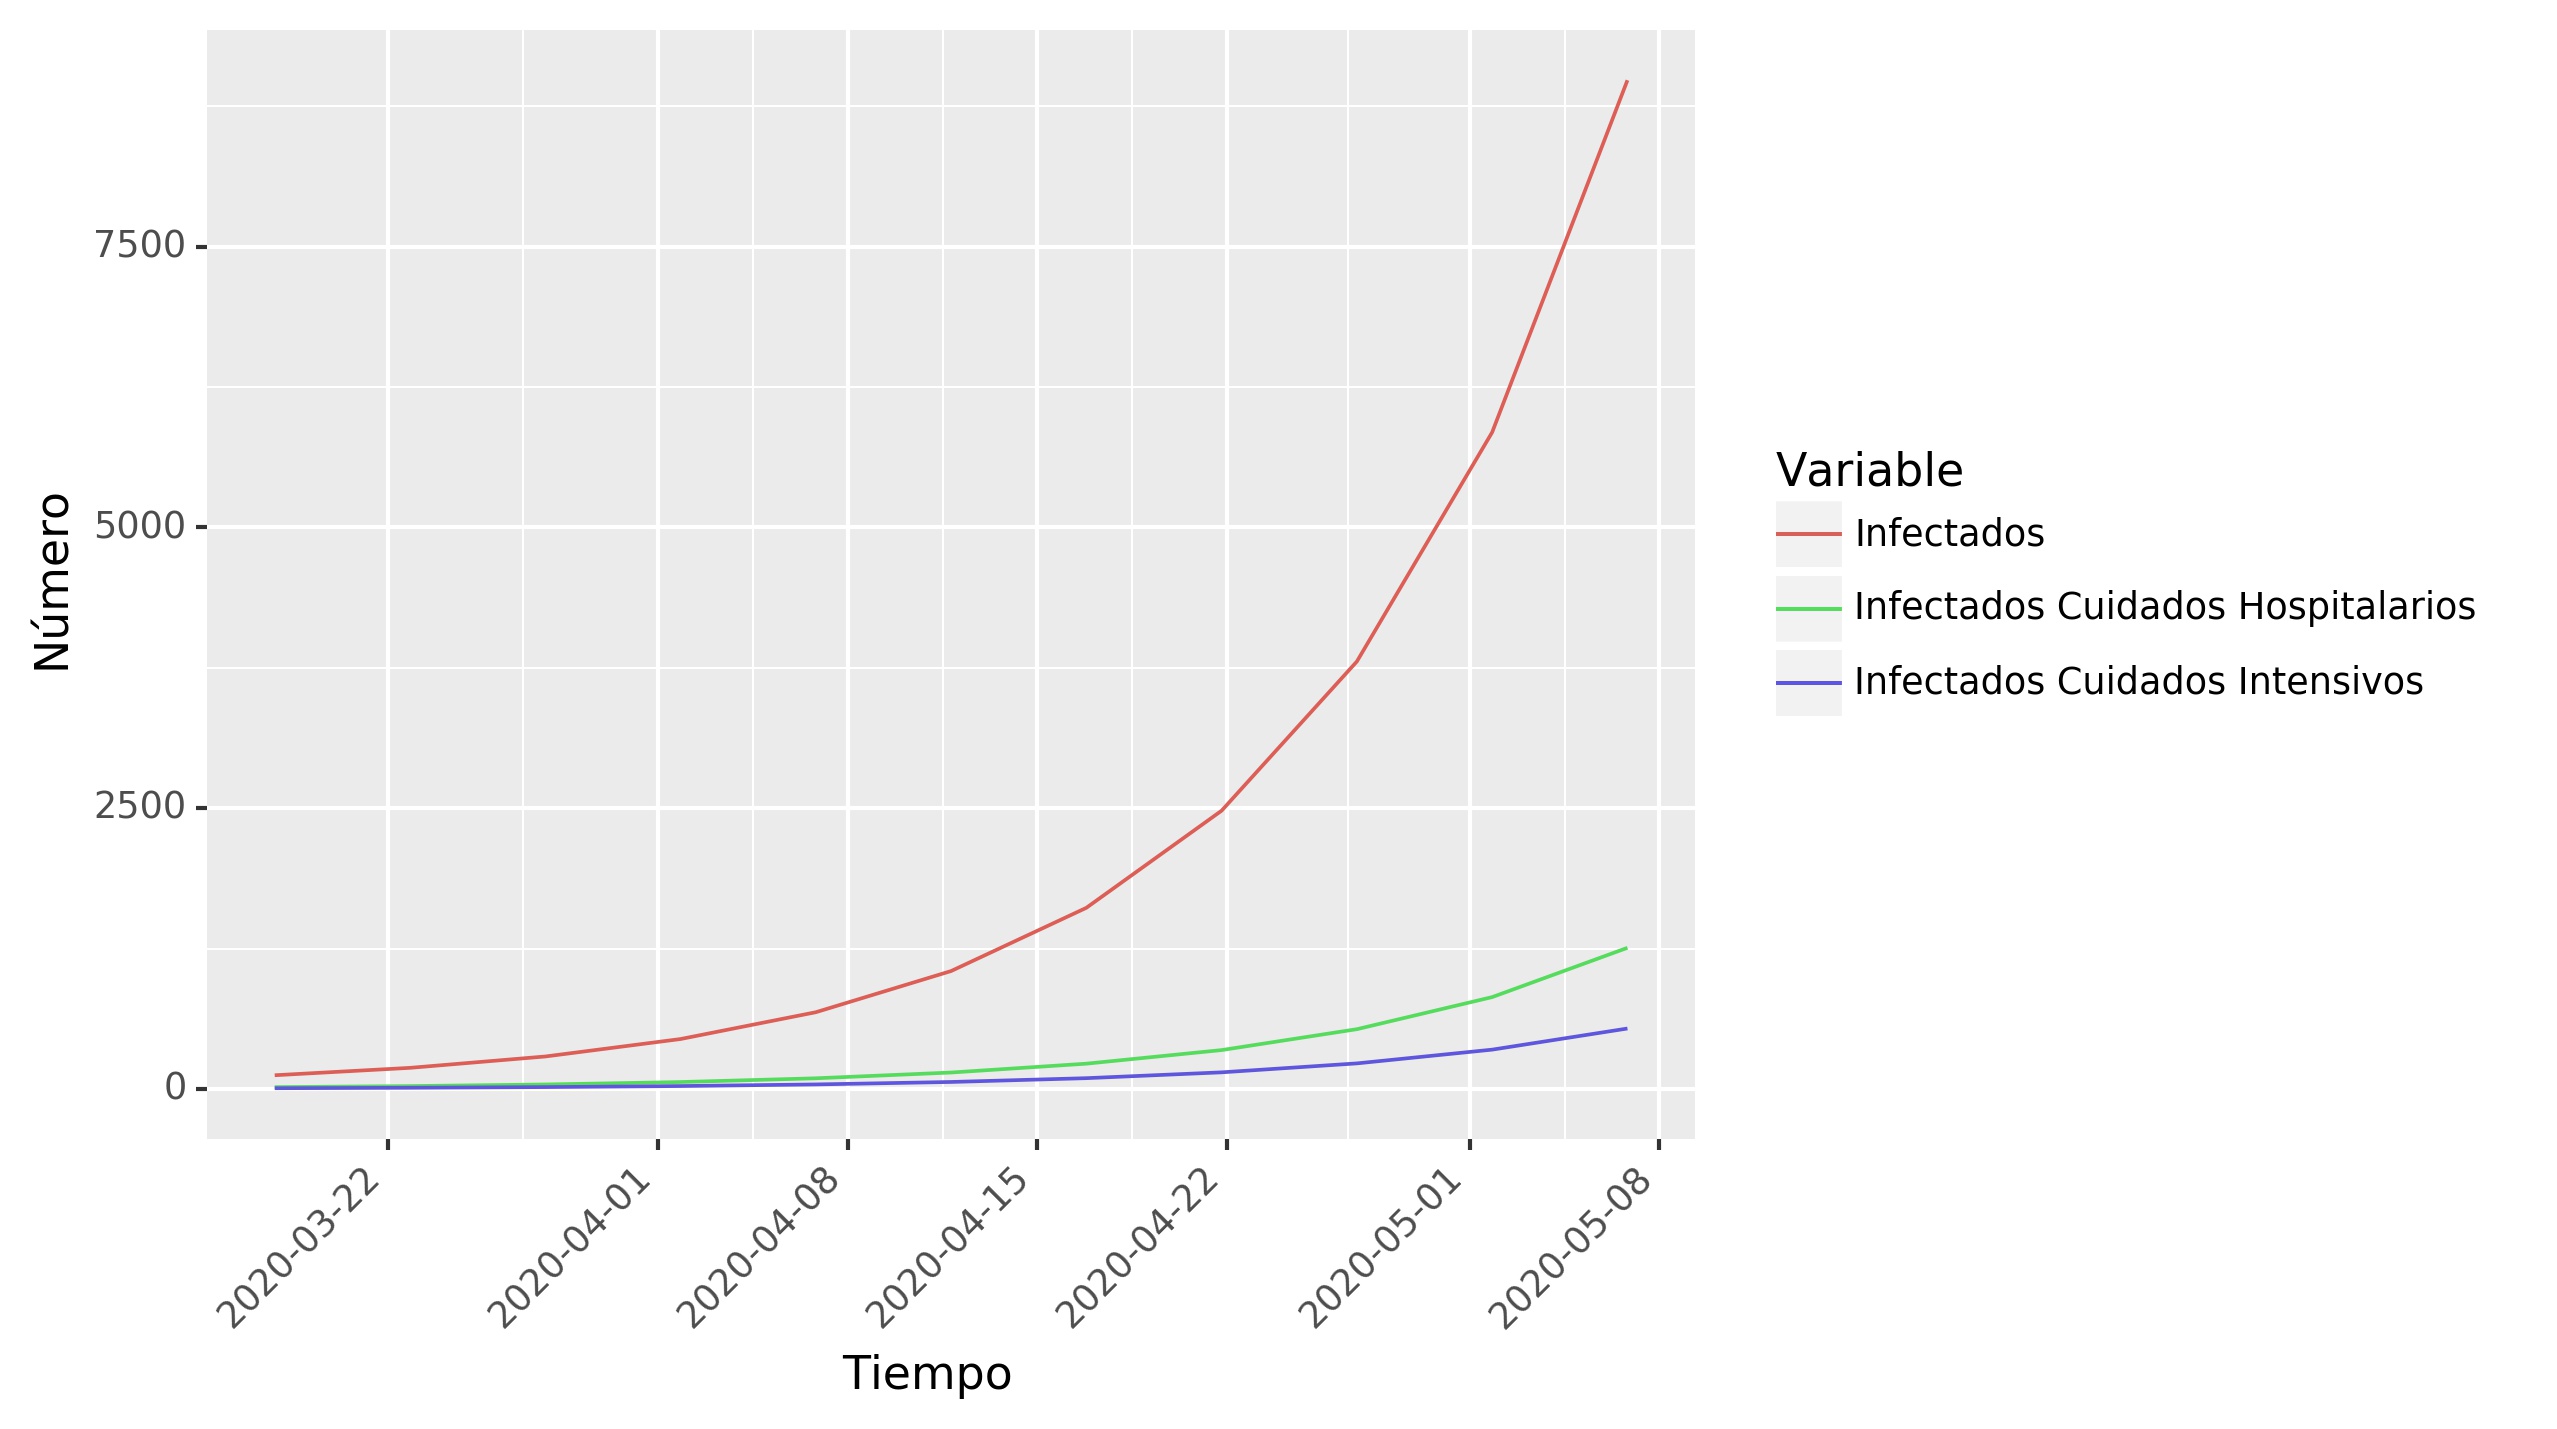 7500
5000
2500
0
Número
2020-03-22
2020-04-01
2020-04-08
2020-04-15
2020-04-22
2020-05-01
2020-05-08
Tiempo
Variable
Infectados
Infectados Cuidados Hospitalarios
Infectados Cuidados Intensivos